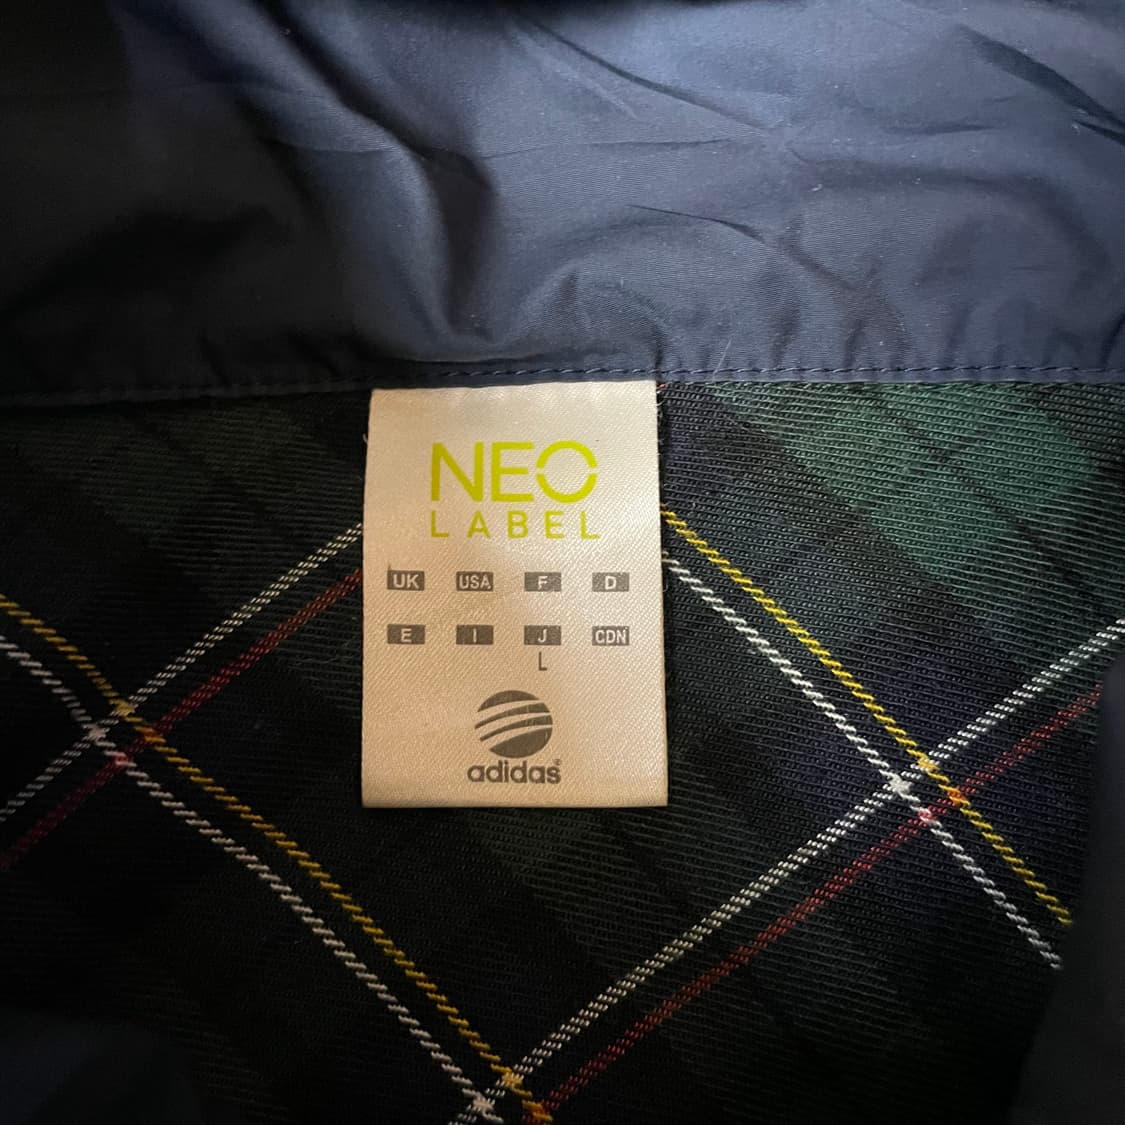 NEO
LABEL
UK USA F D
E I J CDN
L
adidas®